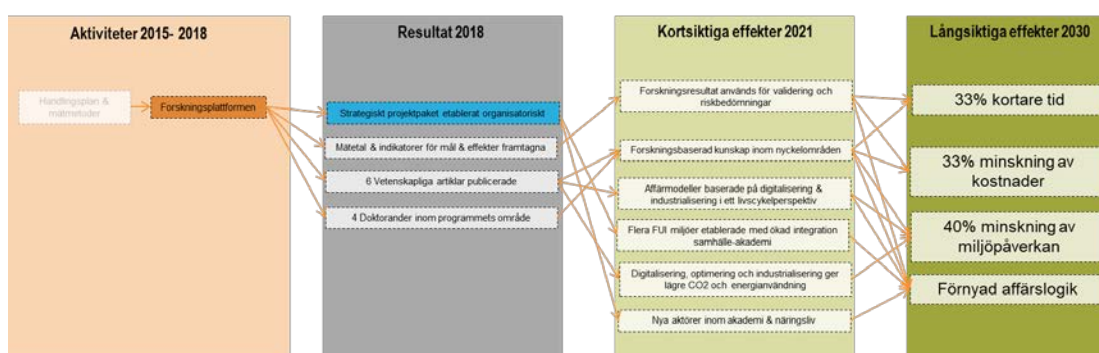 Aktiviteter 2015- 2018
Handlingsplan &
mätmetoder
Forskningsplattformen
Resultat 2018
Strategiskt projektpaket etablerat organisatoriskt
Mätetal & indikatorer för mål & effekter framtagna
6 Vetenskapliga artiklar publicerade
4 Doktorander inom programmets område
Kortsiktiga effekter 2021
Forskningsresultat används för validering och
riskbedömningar
Forskningsbaserad kunskap inom nyckelområden
Affärmodeller baserade på digitalisering &
industrialisering i ett livscykelperspektiv
Flera FUI miljöer etablerade med ökad integration
samhälle-akademi
Digitalisering, optimering och industrialisering ger
lägre CO2 och energianvändning
Nya aktörer inom akademi & näringsliv
Långsiktiga effekter 2030
33% kortare tid
33% minskning av
kostnader
40% minskning av
miljöpåverkan
Förnyad affärslogik